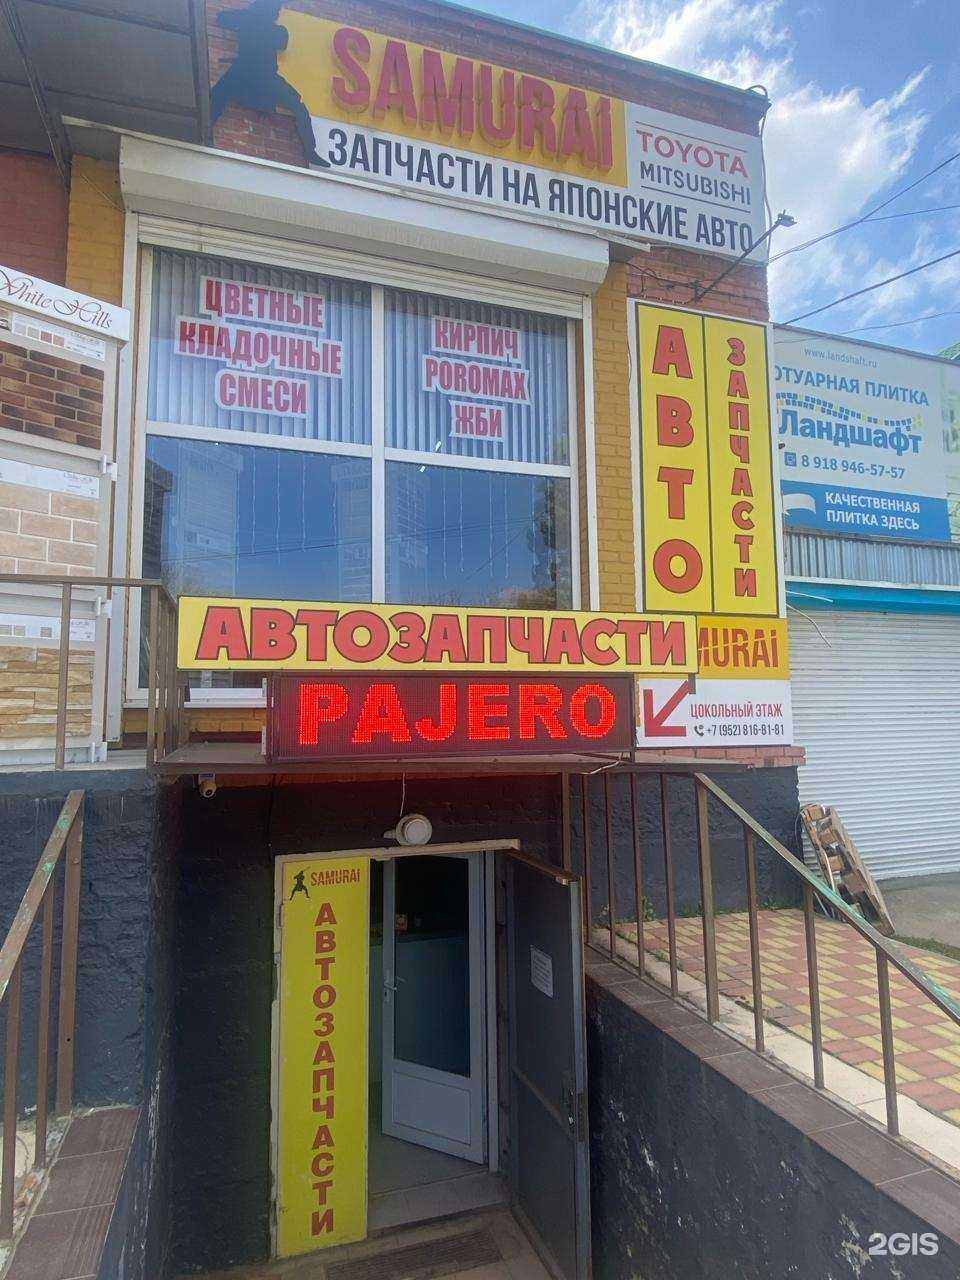 SAMURAI
ЗАПЧАСТИ НА ЯПОНСКИЕ АВТО
TOYOTA
MITSUBISHI
White Hills
ЦВЕТНЫЕ
КЛАДОЧНЫЕ
СМЕСИ
КИРПИЧ
POROMAX
ЖБИ
АВТО
ЗАПЧАСТИ
www.landshaft.ru
ОТУАРНАЯ ПЛИТКА
Ландшафт
8 918 946-57-57
КАЧЕСТВЕННАЯ
ПЛИТКА ЗДЕСЬ
АВТОЗАПЧАСТИ
MURAI
PAJERO
ЦОКОЛЬНЫЙ ЭТАЖ
+7 (952) 816-81-81
SAMURAI
АВТОЗАПЧАСТИ
2GIS